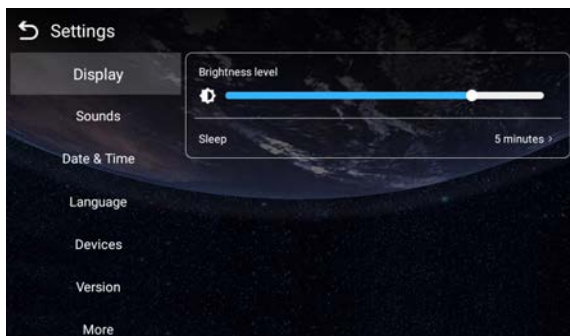 Settings
Display
Sounds
Date & Time
Language
Devices
Version
More
Brightness level
Sleep 5 minutes >